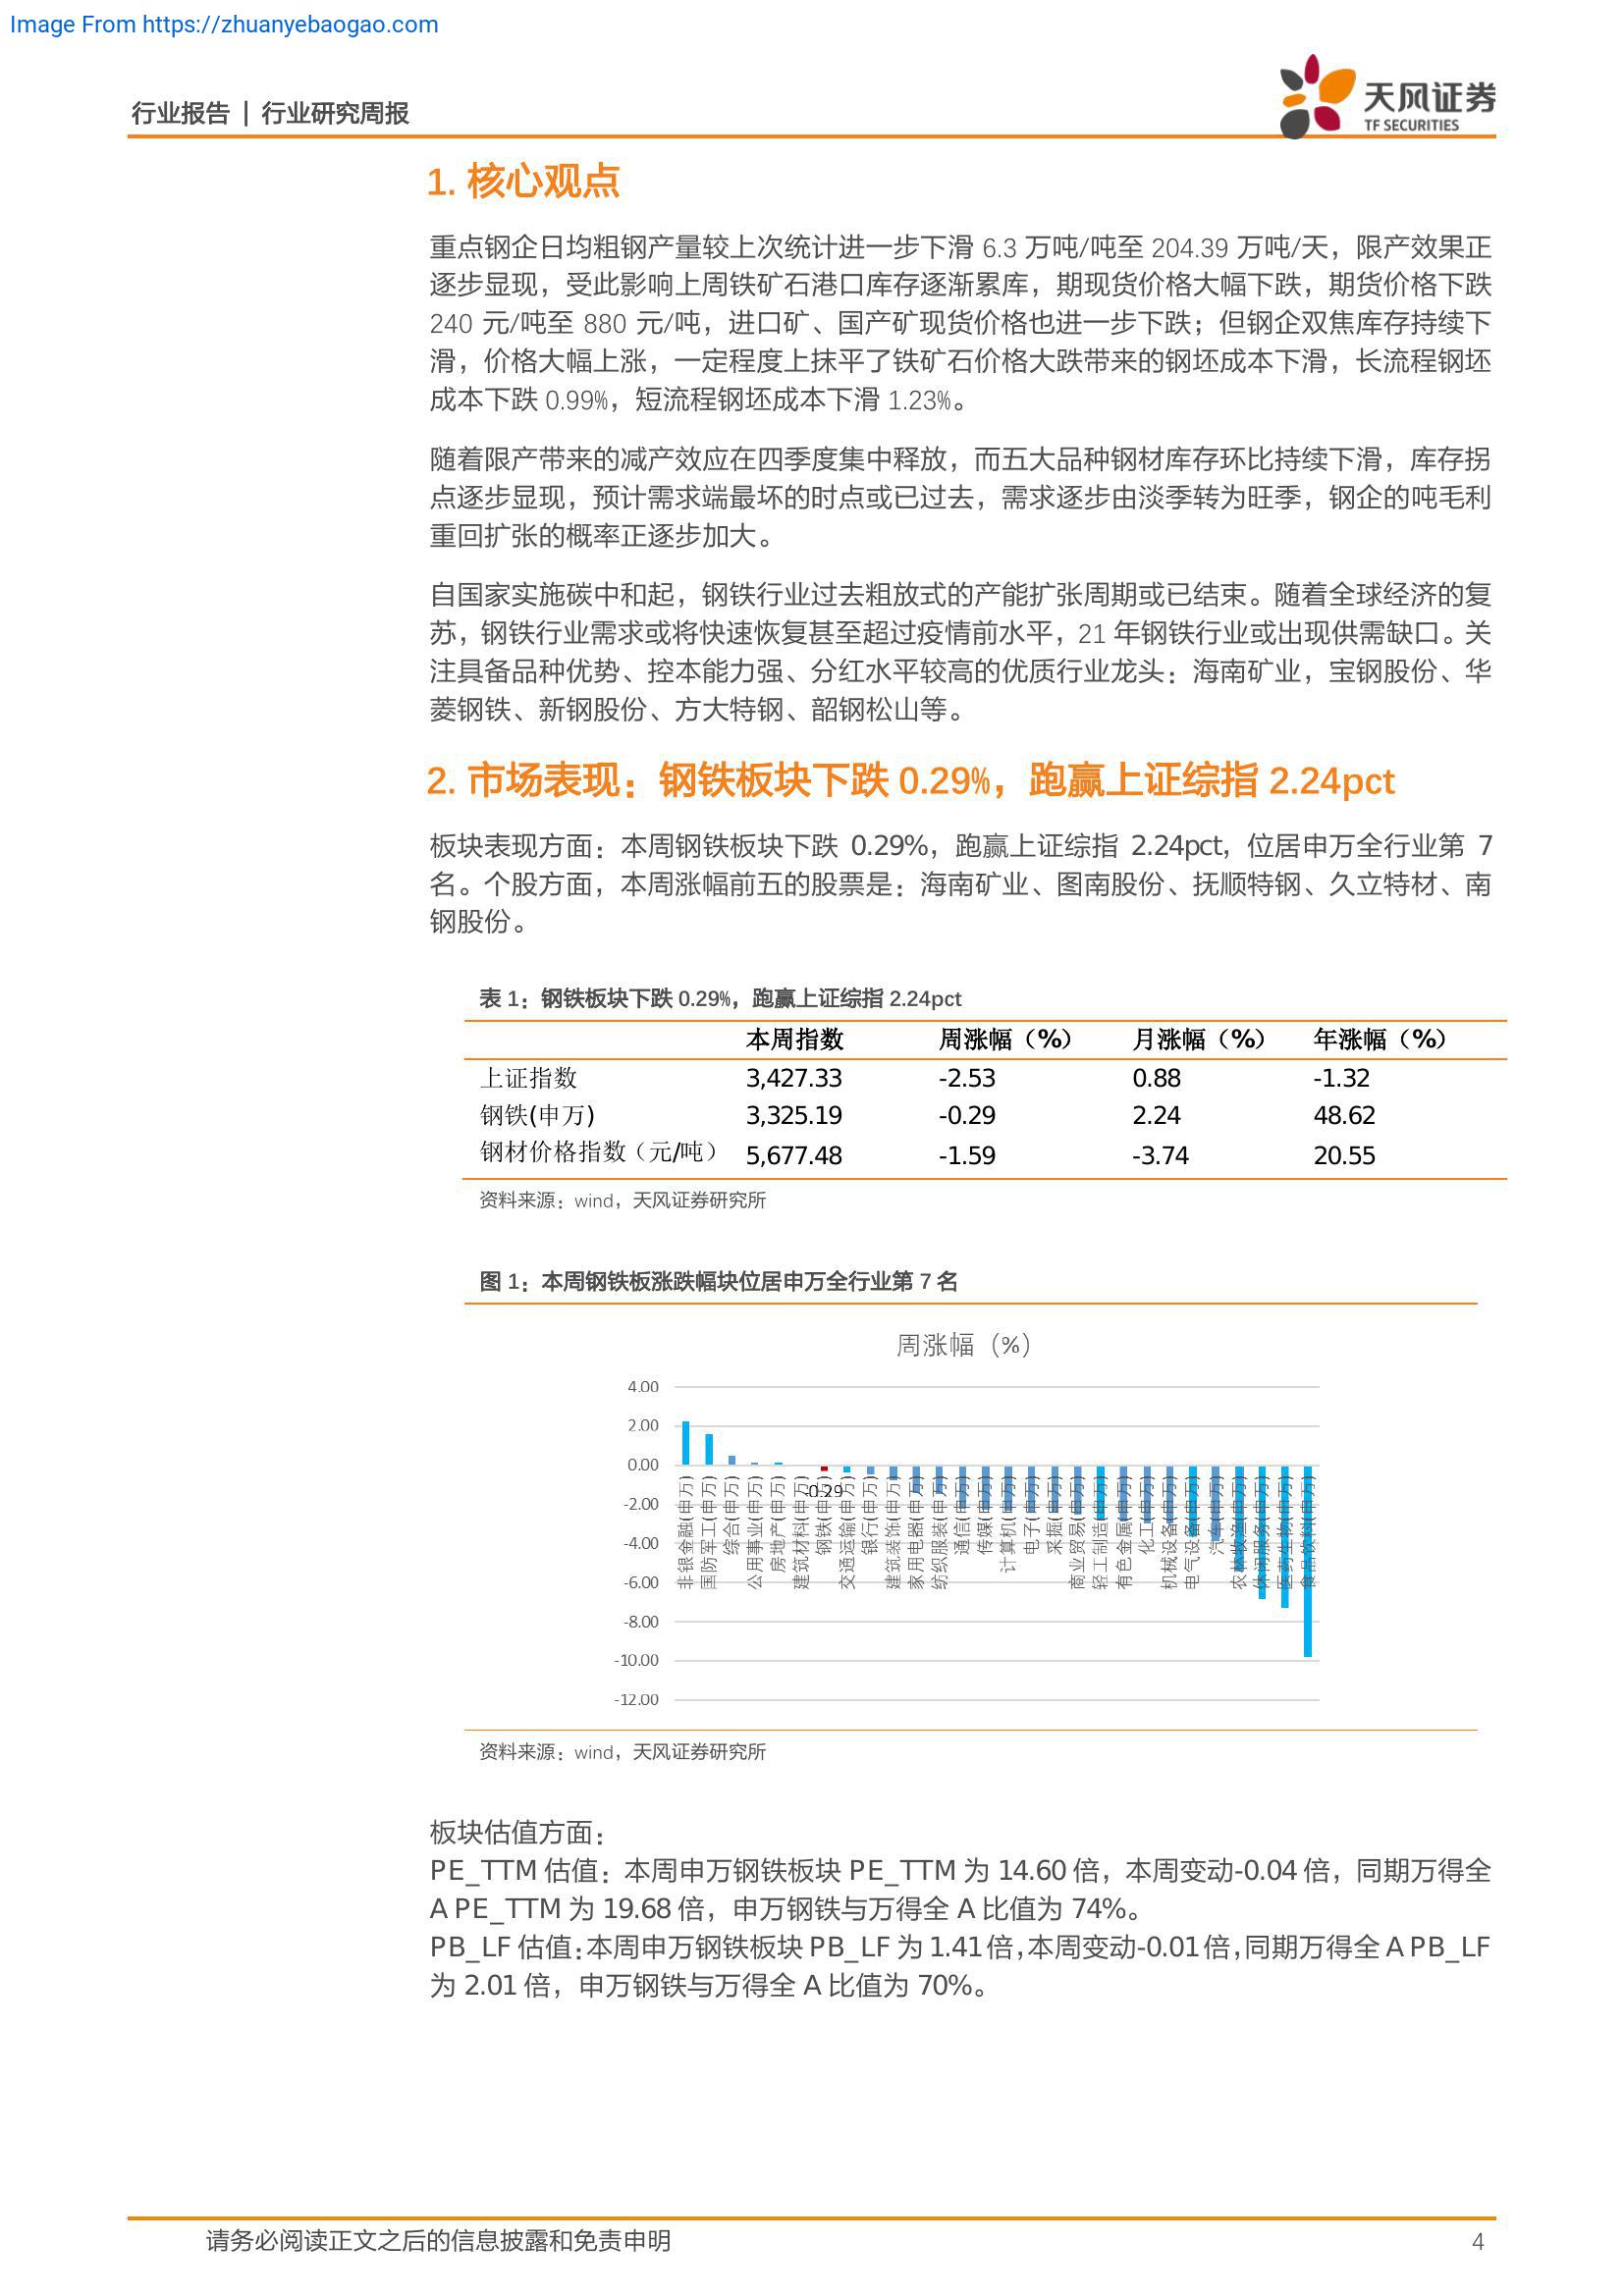 Image From https://zhuanyebaogao.com
行业报告 | 行业研究周报
天风证券
TF SECURITIES
1. 核心观点
重点钢企日均粗钢产量较上次统计进一步下滑 6.3 万吨/吨至 204.39 万吨/天，限产效果正
逐步显现，受此影响上周铁矿石港口库存逐渐累库，期现货价格大幅下跌，期货价格下跌
240 元/吨至 880 元/吨，进口矿、国产矿现货价格也进一步下跌；但钢企双焦库存持续下
滑，价格大幅上涨，一定程度上抹平了铁矿石价格大跌带来的钢坯成本下滑，长流程钢坯
成本下跌 0.99%，短流程钢坯成本下滑 1.23%。
随着限产带来的减产效应在四季度集中释放，而五大品种钢材库存环比持续下滑，库存拐
点逐步显现，预计需求端最坏的时点或已过去，需求逐步由淡季转为旺季，钢企的吨毛利
重回扩张的概率正逐步加大。
自国家实施碳中和起，钢铁行业过去粗放式的产能扩张周期或已结束。随着全球经济的复
苏，钢铁行业需求或将快速恢复甚至超过疫情前水平，21 年钢铁行业或出现供需缺口。关
注具备品种优势、控本能力强、分红水平较高的优质行业龙头：海南矿业，宝钢股份、华
菱钢铁、新钢股份、方大特钢、韶钢松山等。
2. 市场表现：钢铁板块下跌 0.29%，跑赢上证综指 2.24pct
板块表现方面：本周钢铁板块下跌 0.29%，跑赢上证综指 2.24pct，位居申万全行业第 7
名。个股方面，本周涨幅前五的股票是：海南矿业、图南股份、抚顺特钢、久立特材、南
钢股份。
表 1：钢铁板块下跌 0.29%，跑赢上证综指 2.24pct
本周指数 周涨幅（%） 月涨幅（%） 年涨幅（%）
上证指数 3,427.33 -2.53 0.88 -1.32
钢铁(申万) 3,325.19 -0.29 2.24 48.62
钢材价格指数（元/吨） 5,677.48 -1.59 -3.74 20.55
资料来源：wind，天风证券研究所
图 1：本周钢铁板涨跌幅块位居申万全行业第 7 名
周涨幅（%）
4.00
2.00
0.00
-2.00
-4.00
-6.00
-8.00
-10.00
-12.00
-0.29
非银金融(申万)
国防军工(申万)
综合(申万)
公用事业(申万)
房地产(申万)
建筑材料(申万)
钢铁(申万)
交通运输(申万)
银行(申万)
建筑装饰(申万)
家用电器(申万)
纺织服装(申万)
通信(申万)
传媒(申万)
计算机(申万)
电子(申万)
采掘(申万)
商业贸易(申万)
轻工制造(申万)
有色金属(申万)
化工(申万)
机械设备(申万)
电气设备(申万)
汽车(申万)
农林牧渔(申万)
休闲服务(申万)
医药生物(申万)
食品饮料(申万)
资料来源：wind，天风证券研究所
板块估值方面：
PE_TTM 估值：本周申万钢铁板块 PE_TTM 为 14.60 倍，本周变动-0.04 倍，同期万得全
A PE_TTM 为 19.68 倍，申万钢铁与万得全 A 比值为 74%。
PB_LF 估值：本周申万钢铁板块 PB_LF 为 1.41 倍，本周变动-0.01 倍，同期万得全 A PB_LF
为 2.01 倍，申万钢铁与万得全 A 比值为 70%。
请务必阅读正文之后的信息披露和免责申明
4